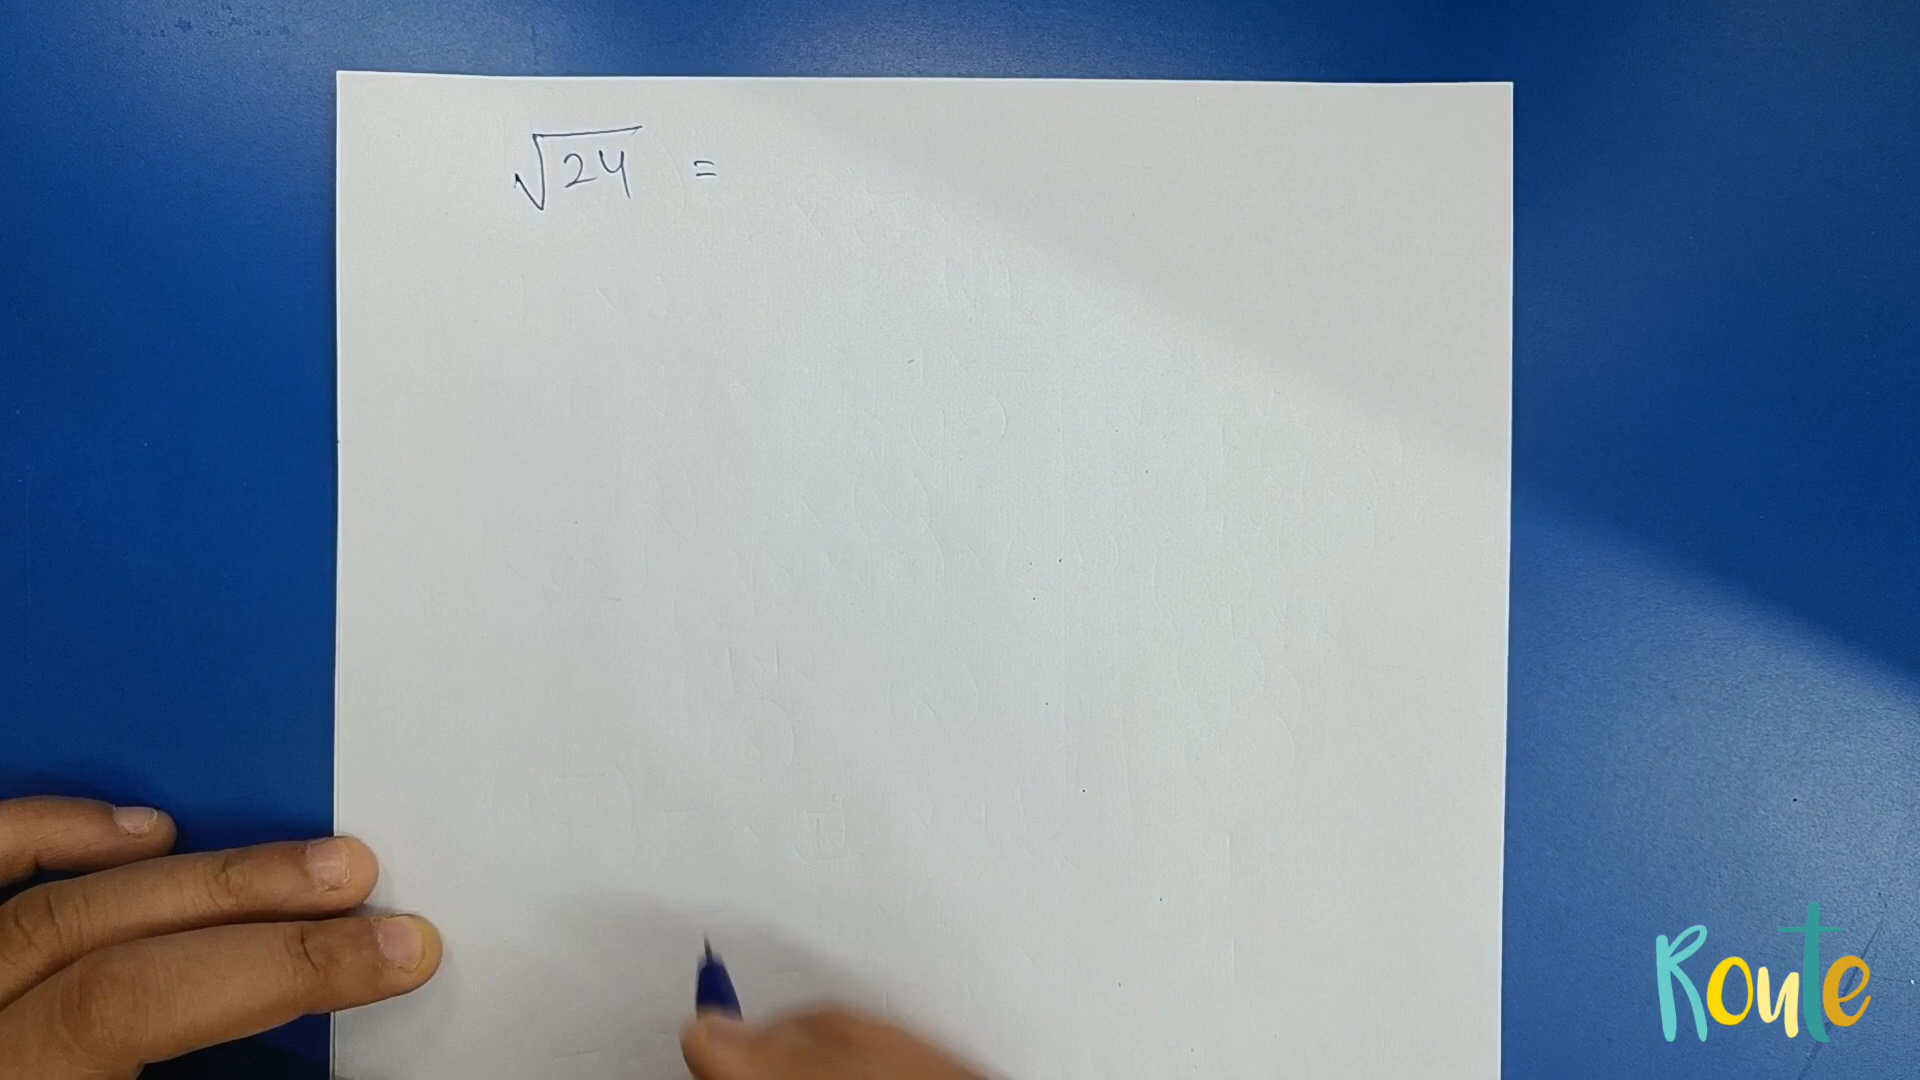 √24 =
Route